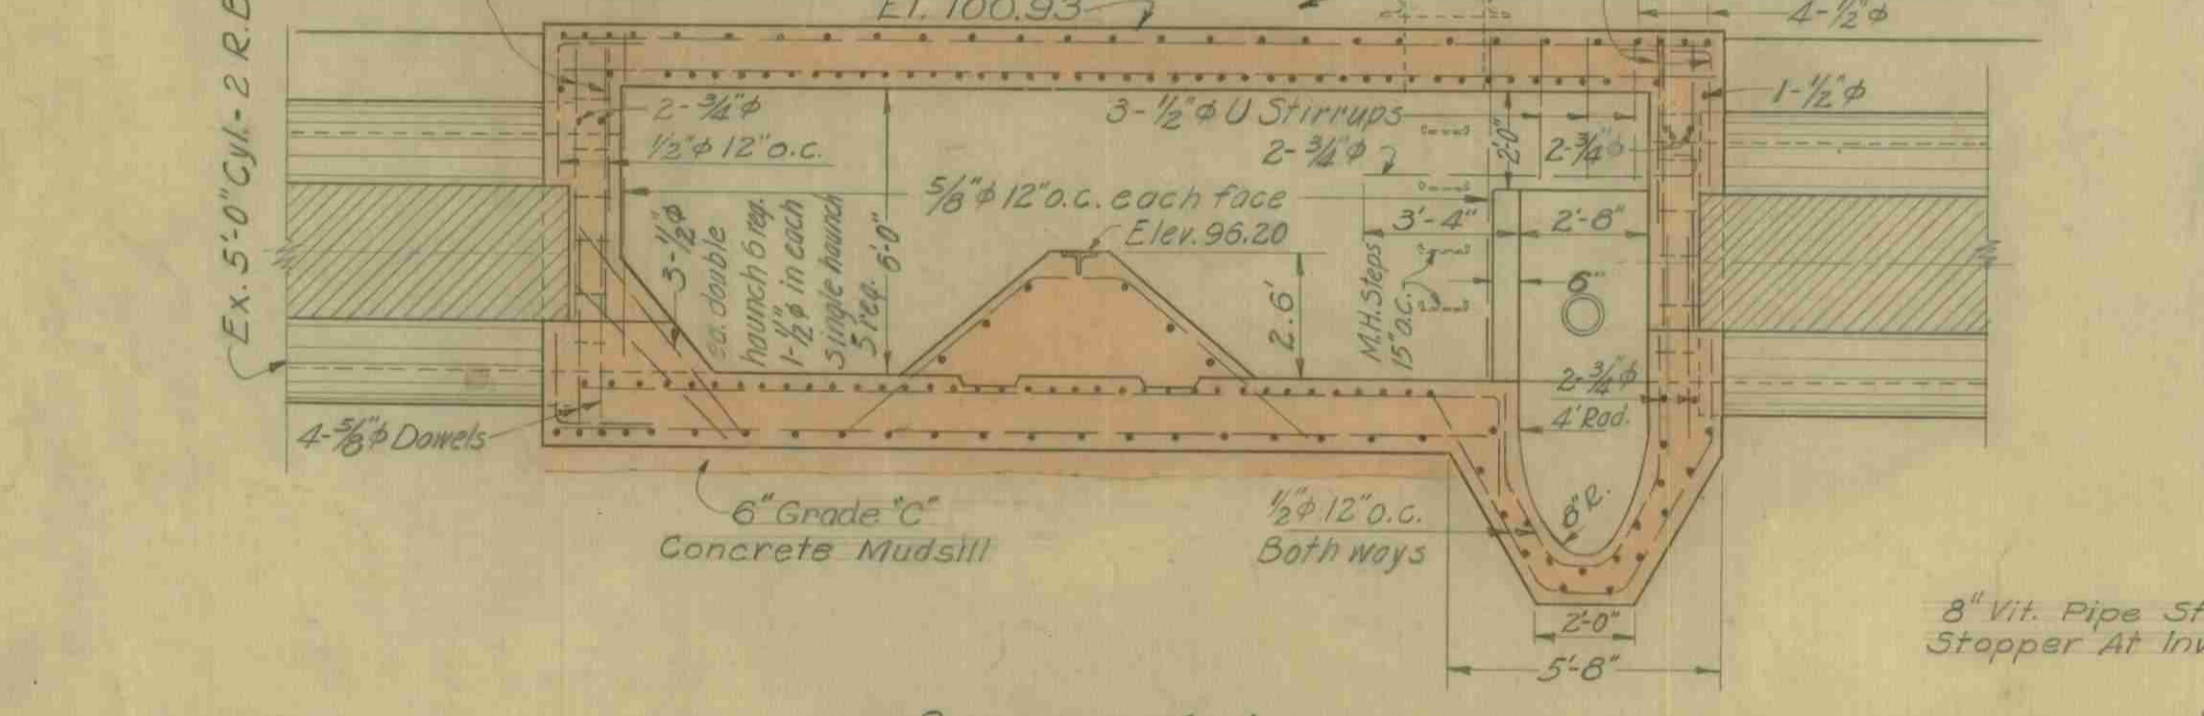 El. 100.93
4-½"φ
Ex. 5'-0" Cyl.- 2 R.B
2-¾"φ
½"φ 12" o.c.
3-½"φ U Stirrups
1-½"φ
2-¾"φ
2'-0"
2-¾"φ
⅝"φ 12" o.c. each face
Elev. 96.20
3'-4"
2'-8"
3-½"φ
ea. double
haunch 6 req.
1-½"φ in each
single haunch
5 req.
6'-0"
2.6'
M.H. Steps
15" o.c.
6"
2-¾"φ
4' Rad.
4-⅝"φ Dowels
6" Grade "C"
Concrete Mudsill
½"φ 12" o.c.
Both ways
8" R.
2'-0"
5'-8"
8" Vit. Pipe
Stopper At